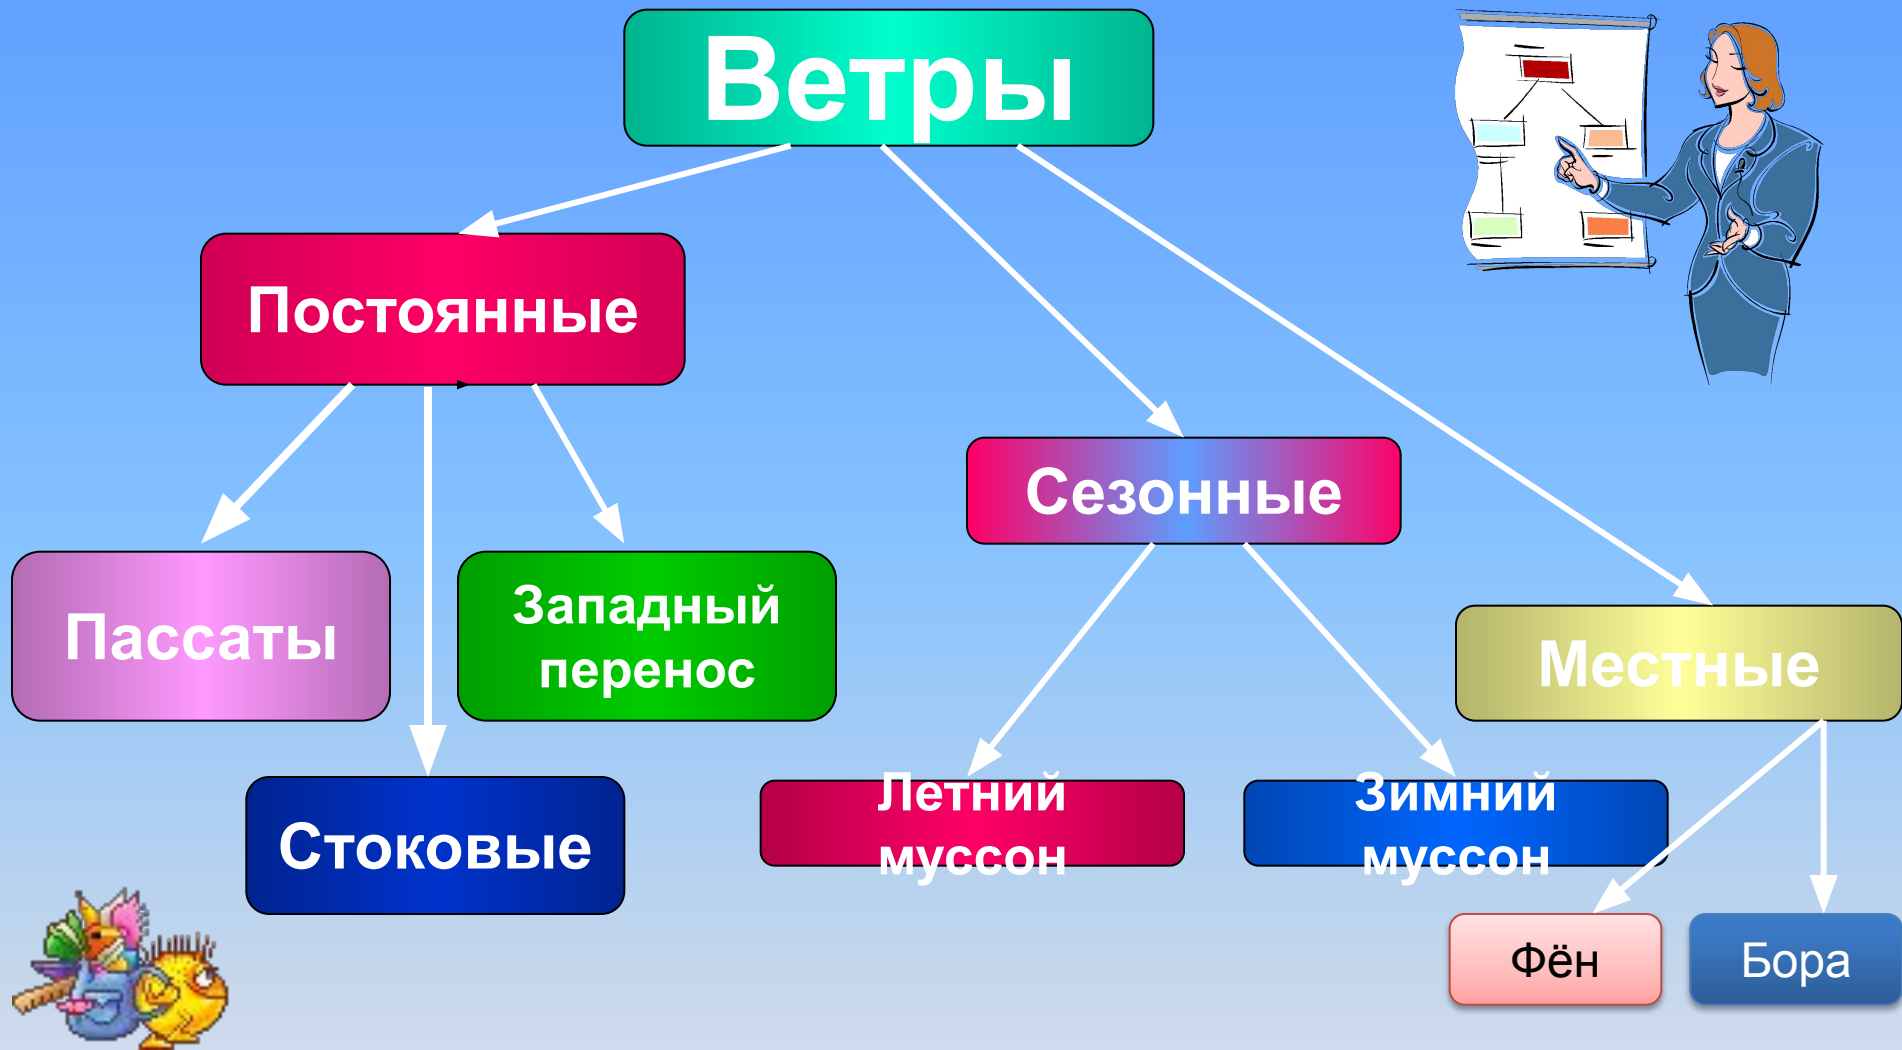 Ветры
Постоянные
Сезонные
Пассаты
Западный
перенос
Местные
Стоковые
Летний
муссон
Зимний
муссон
Фён
Бора